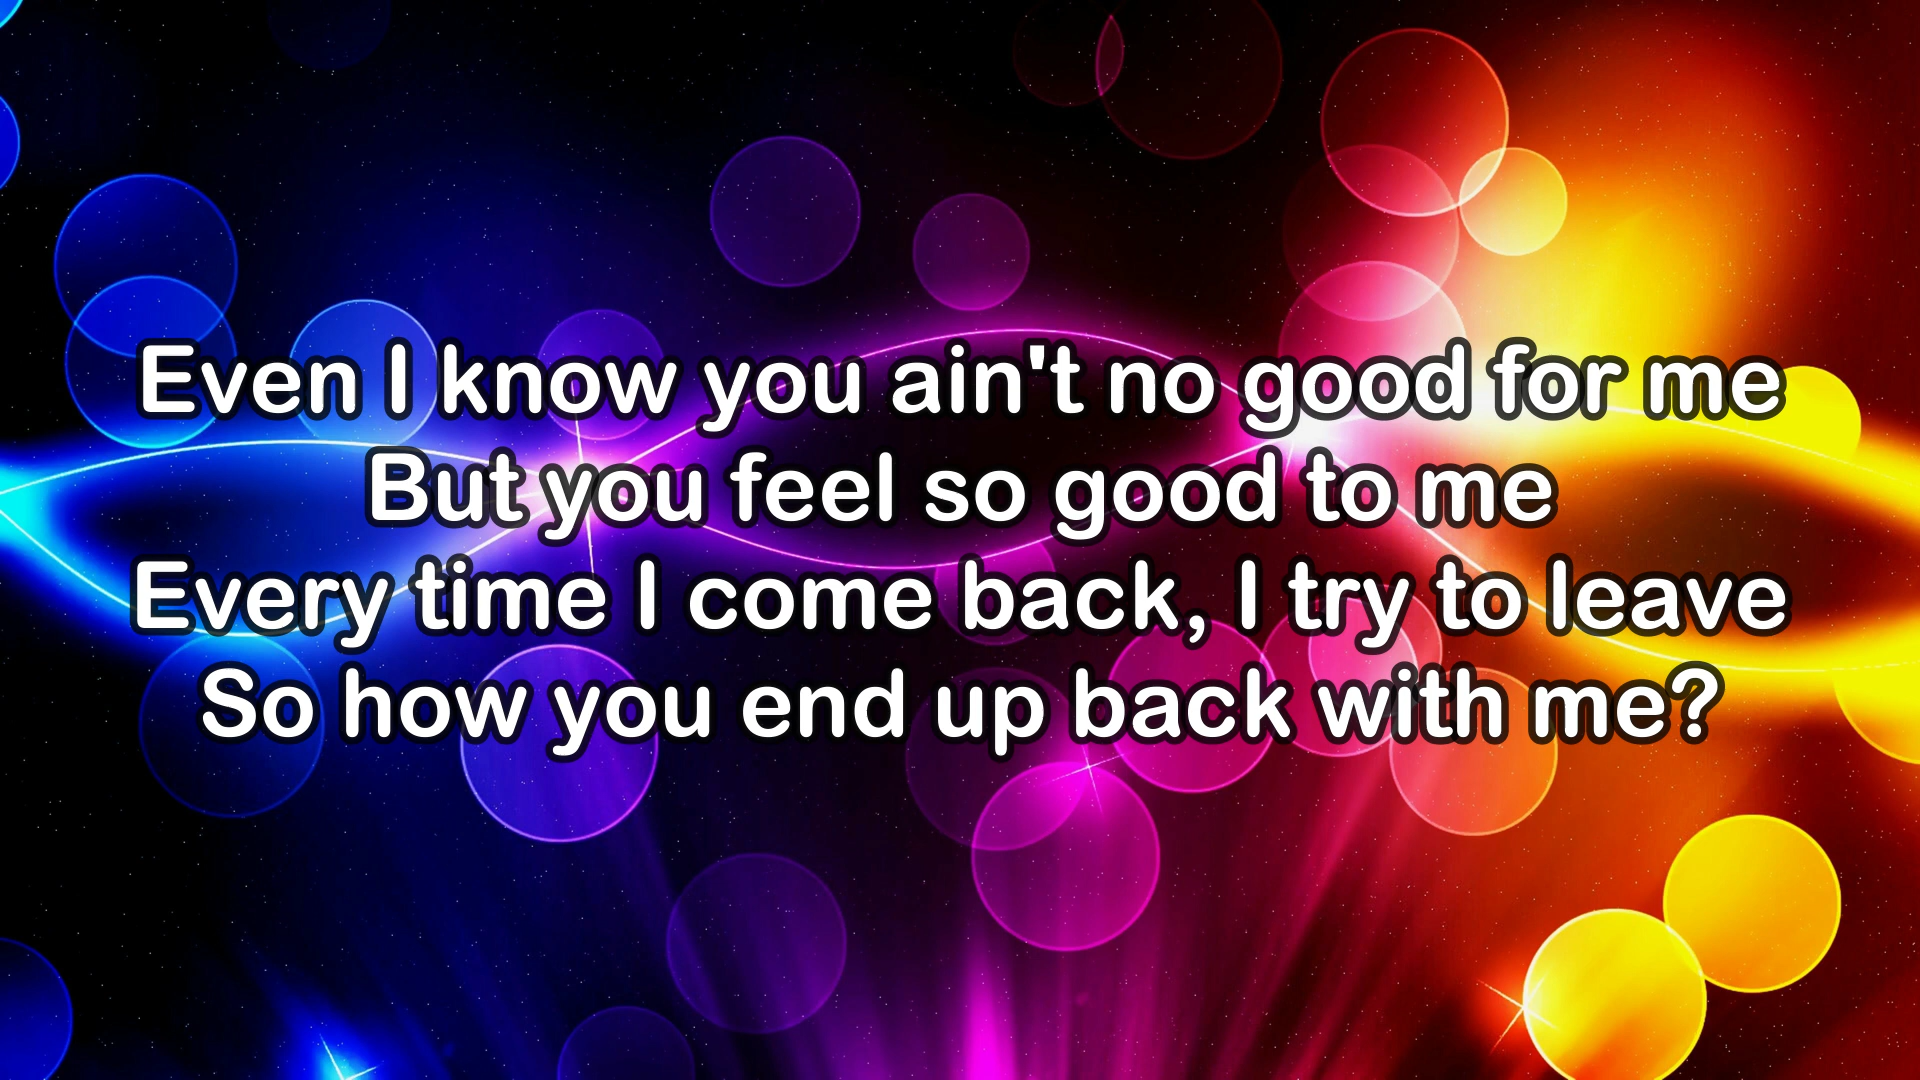 Even I know you ain't no good for me
But you feel so good to me
Every time I come back, I try to leave
So how you end up back with me?